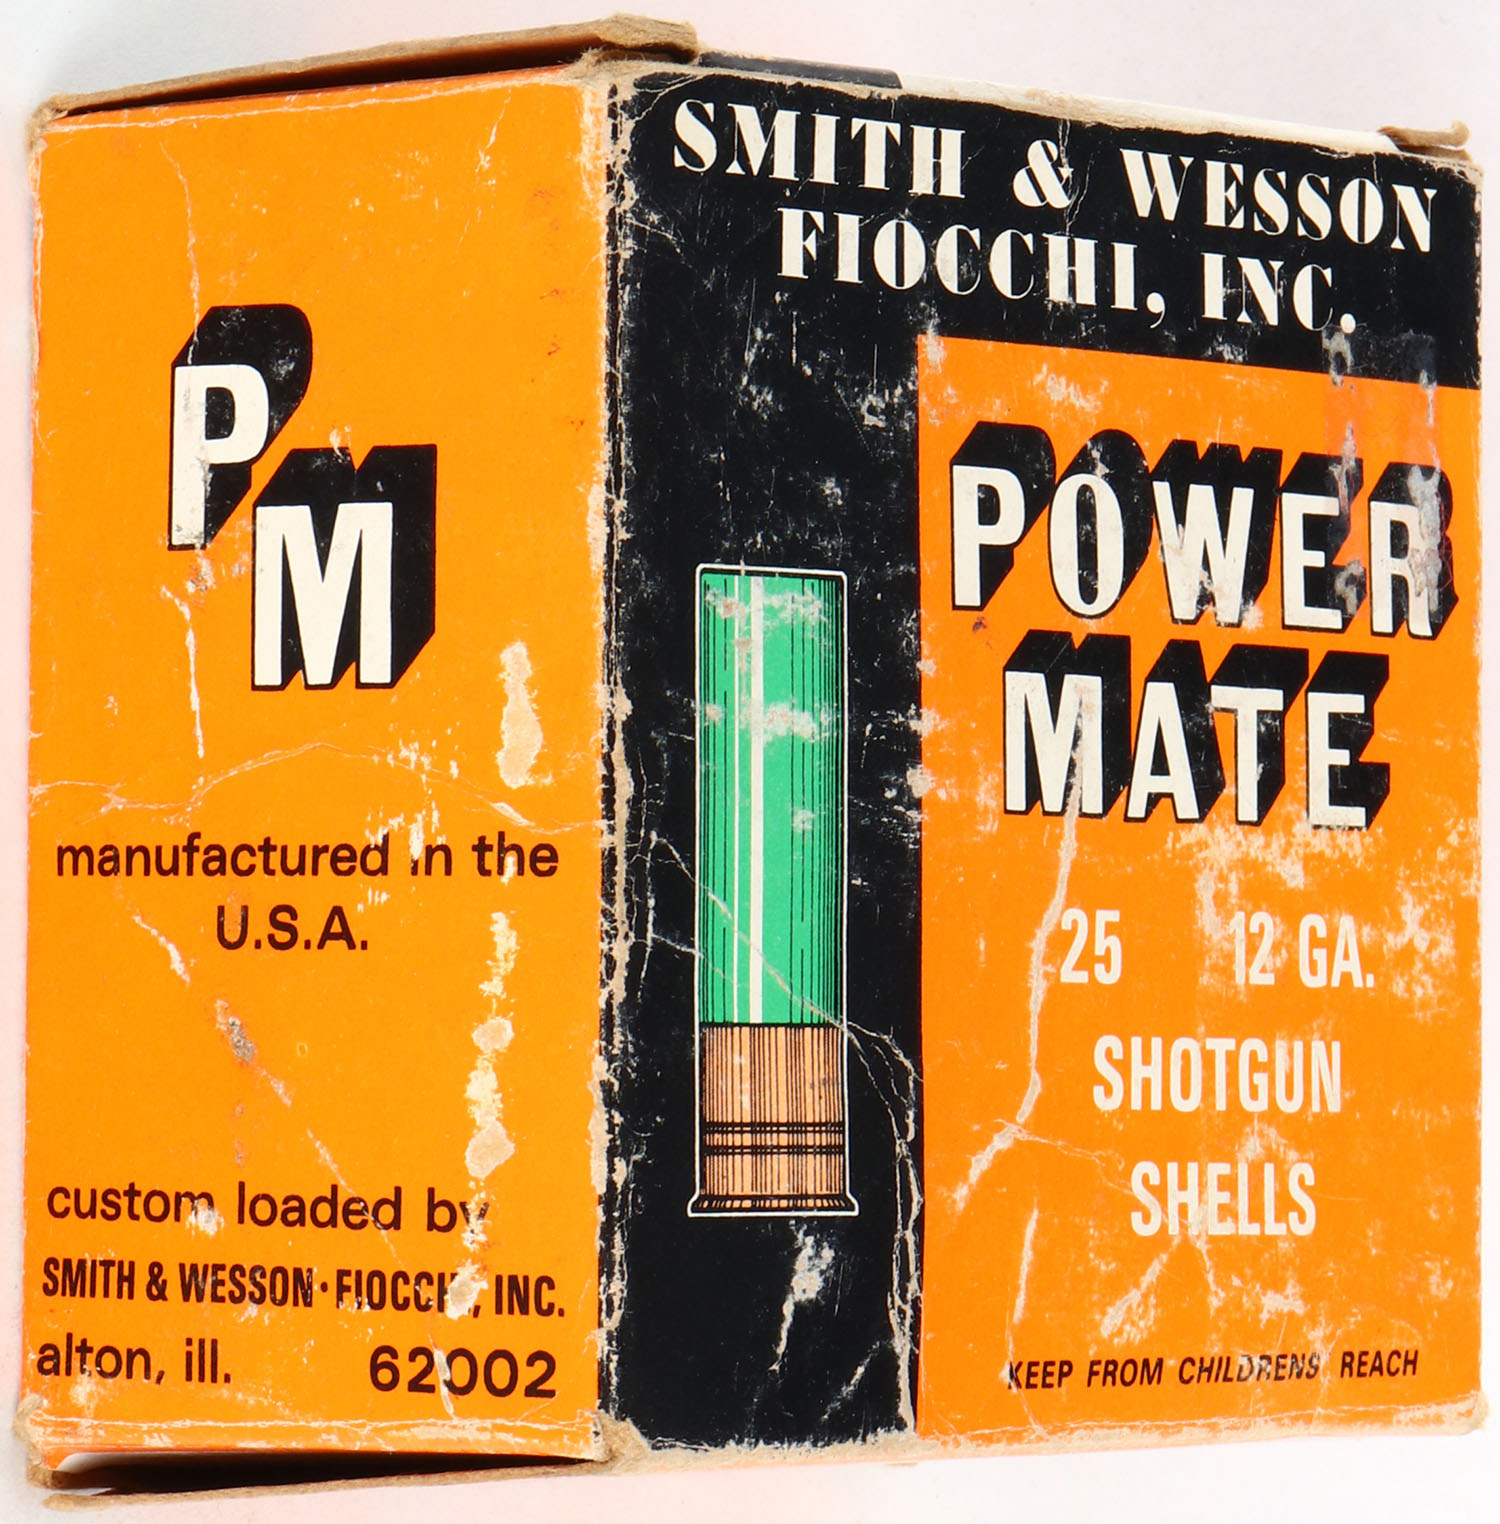 P
M
manufactured in the
U.S.A.
custom loaded by
SMITH & WESSON · FIOCCHI, INC.
alton, ill. 62002
SMITH & WESSON
FIOCCHI, INC.
POWER
MATE
25 12 GA.
SHOTGUN
SHELLS
KEEP FROM CHILDRENS REACH